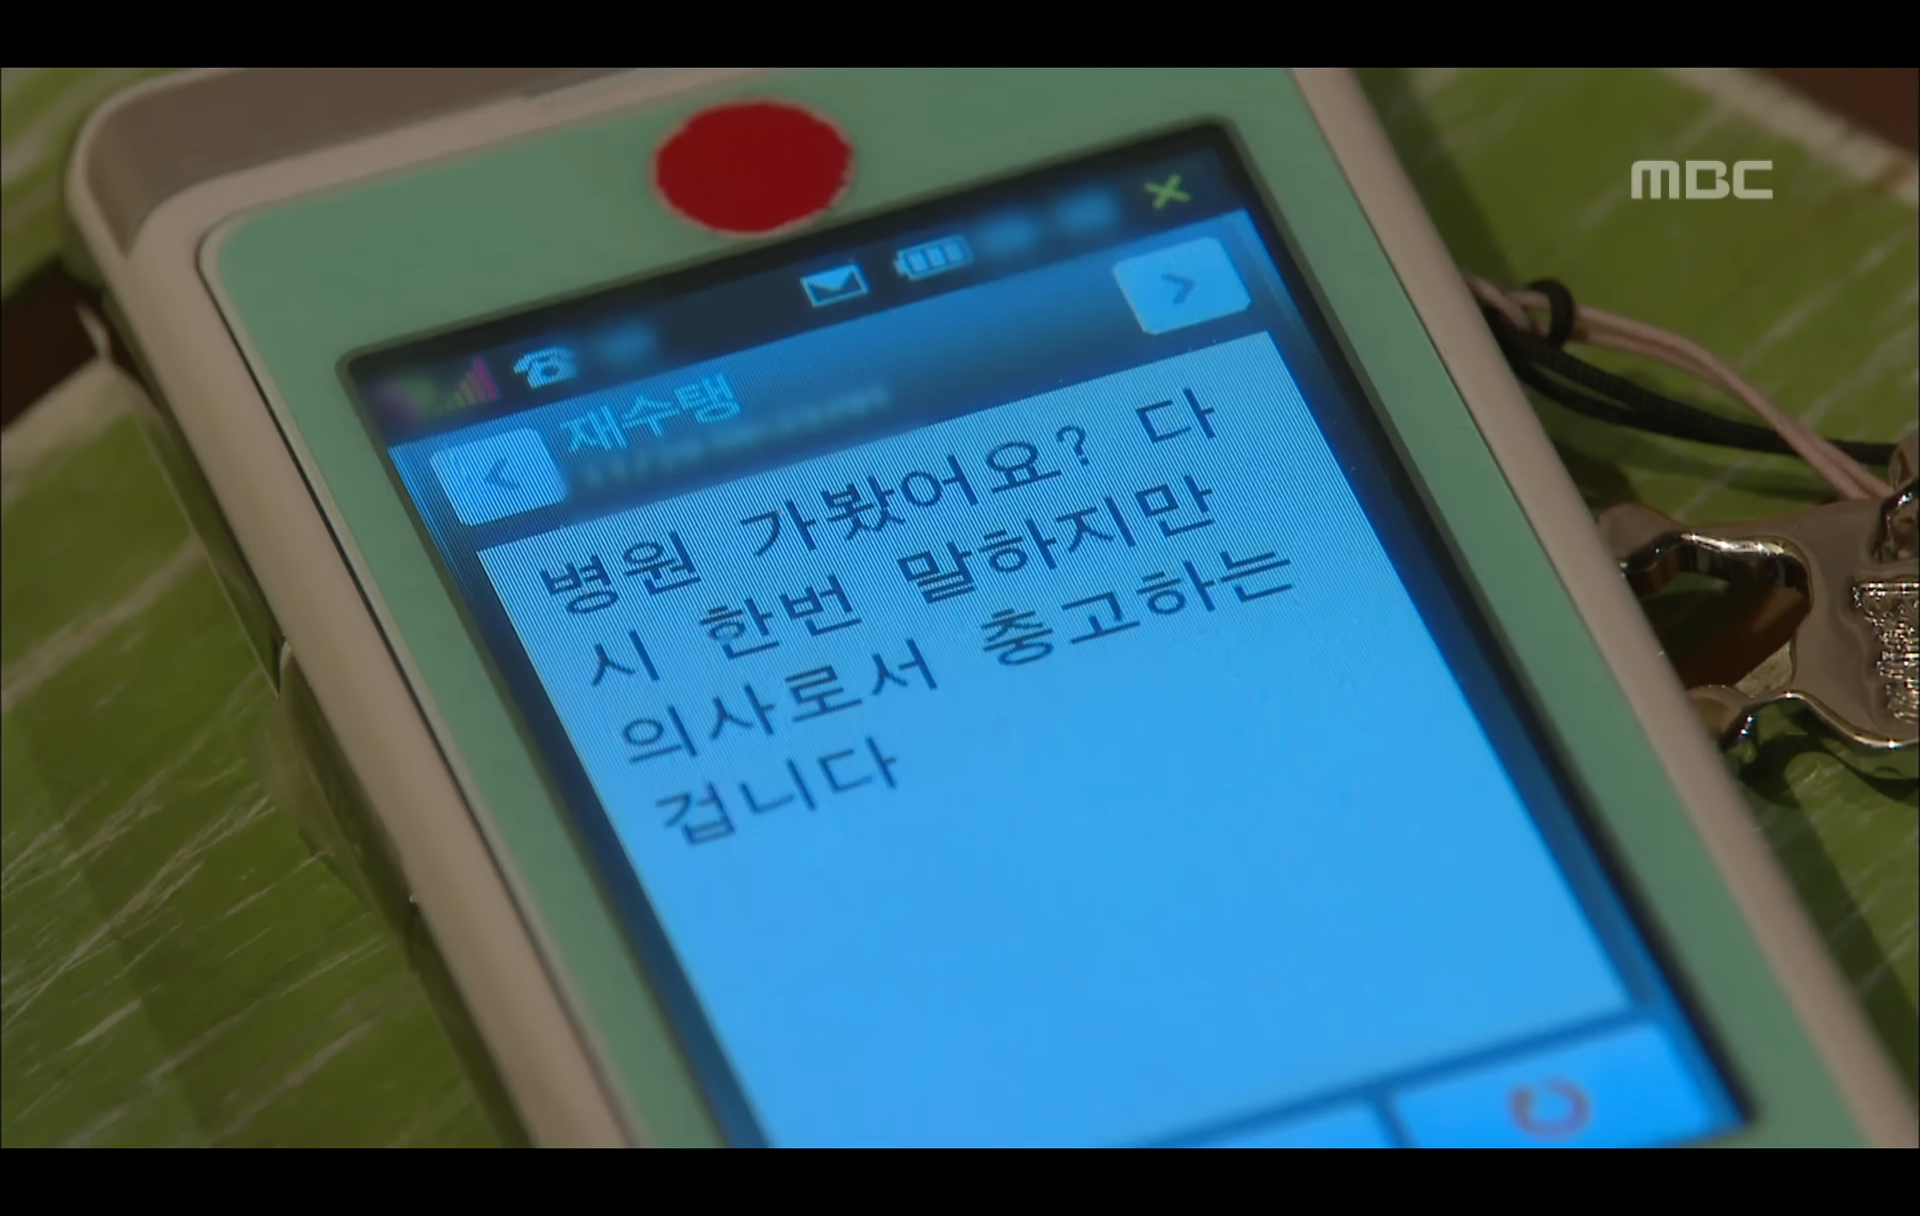 MBC
재수탱
병원 가봤어요? 다
시 한번 말하지만
의사로서 충고하는
겁니다